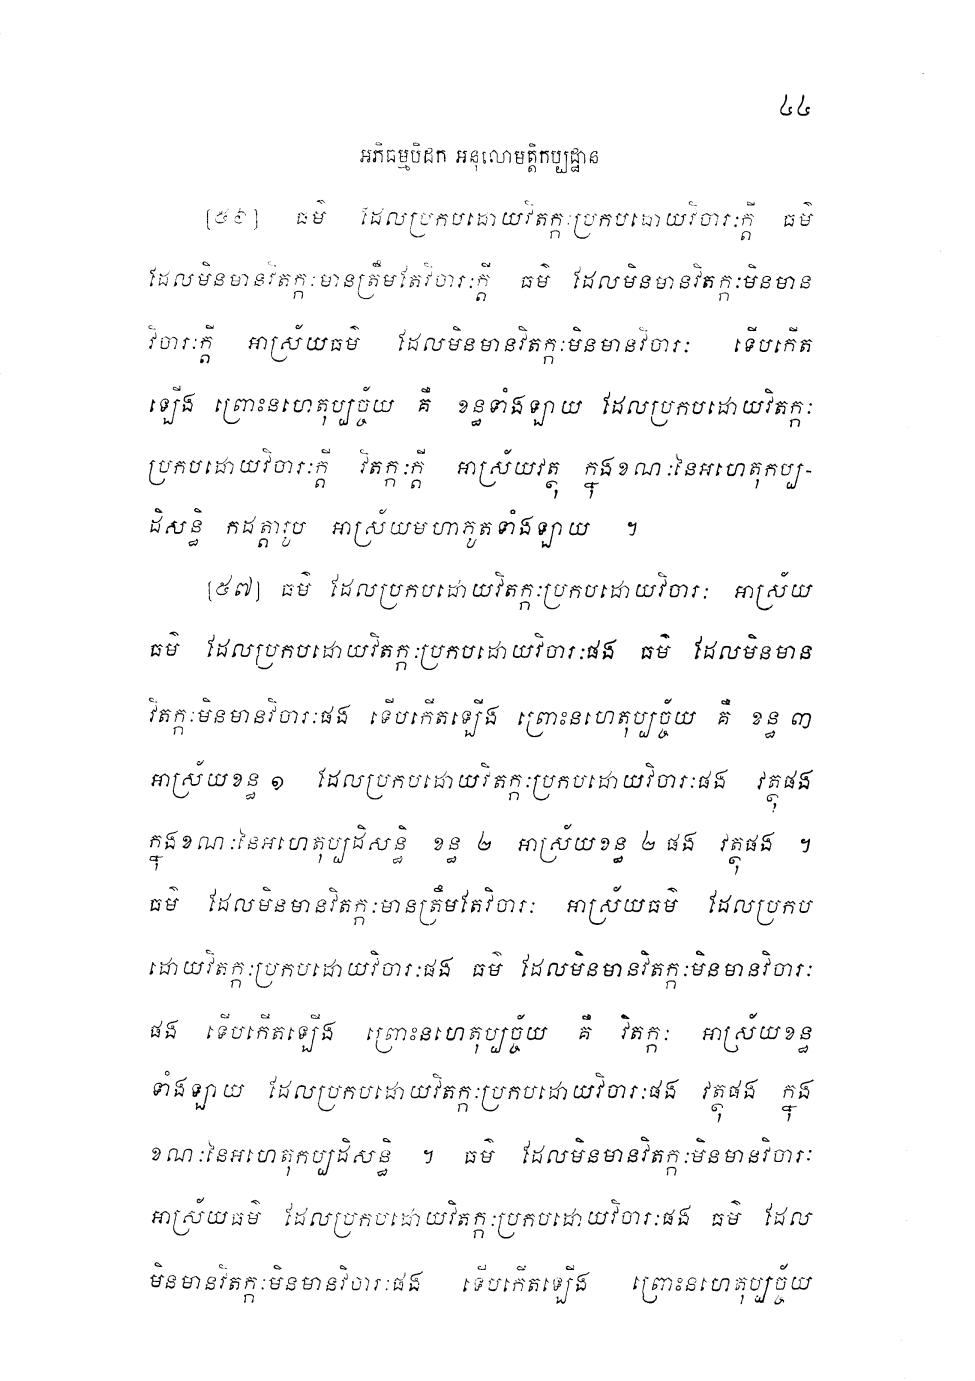 ៤៤
អភិធម្មបិដក អនុលោមត្តិកប្បដ្ឋាន
[៥៦] ធម៌ ដែលប្រកបដោយវិតក្កៈប្រកបដោយវិចារៈក្តី ធម៌
ដែលមិនមានវិតក្កៈមានត្រឹមតែវិចារៈក្តី ធម៌ ដែលមិនមានវិតក្កៈមិនមាន
វិចារៈក្តី អាស្រ័យធម៌ ដែលមិនមានវិតក្កៈមិនមានវិចារៈ ទើបកើត
ឡើង ព្រោះនហេតុប្បច្ច័យ គឺ ខន្ធទាំងឡាយ ដែលប្រកបដោយវិតក្កៈ
ប្រកបដោយវិចារៈក្តី វិតក្កៈក្តី អាស្រ័យវត្ថុ ក្នុងខណៈនៃអហេតុកប្ប-
ដិសន្ធិ កដត្តារូប អាស្រ័យមហាភូតទាំងឡាយ ។
[៥៧] ធម៌ ដែលប្រកបដោយវិតក្កៈប្រកបដោយវិចារៈ អាស្រ័យ
ធម៌ ដែលប្រកបដោយវិតក្កៈប្រកបដោយវិចារៈផង ធម៌ ដែលមិនមាន
វិតក្កៈមិនមានវិចារៈផង ទើបកើតឡើង ព្រោះនហេតុប្បច្ច័យ គឺ ខន្ធ ៣
អាស្រ័យខន្ធ ១ ដែលប្រកបដោយវិតក្កៈប្រកបដោយវិចារៈផង វត្ថុផង
ក្នុងខណៈនៃអហេតុប្បដិសន្ធិ ខន្ធ ២ អាស្រ័យខន្ធ ២ ផង វត្ថុផង ។
ធម៌ ដែលមិនមានវិតក្កៈមានត្រឹមតែវិចារៈ អាស្រ័យធម៌ ដែលប្រកប
ដោយវិតក្កៈប្រកបដោយវិចារៈផង ធម៌ ដែលមិនមានវិតក្កៈមិនមានវិចារៈ
ផង ទើបកើតឡើង ព្រោះនហេតុប្បច្ច័យ គឺ វិតក្កៈ អាស្រ័យខន្ធ
ទាំងឡាយ ដែលប្រកបដោយវិតក្កៈប្រកបដោយវិចារៈផង វត្ថុផង ក្នុង
ខណៈនៃអហេតុកប្បដិសន្ធិ ។ ធម៌ ដែលមិនមានវិតក្កៈមិនមានវិចារៈ
អាស្រ័យធម៌ ដែលប្រកបដោយវិតក្កៈប្រកបដោយវិចារៈផង ធម៌ ដែល
មិនមានវិតក្កៈមិនមានវិចារៈផង ទើបកើតឡើង ព្រោះនហេតុប្បច្ច័យ